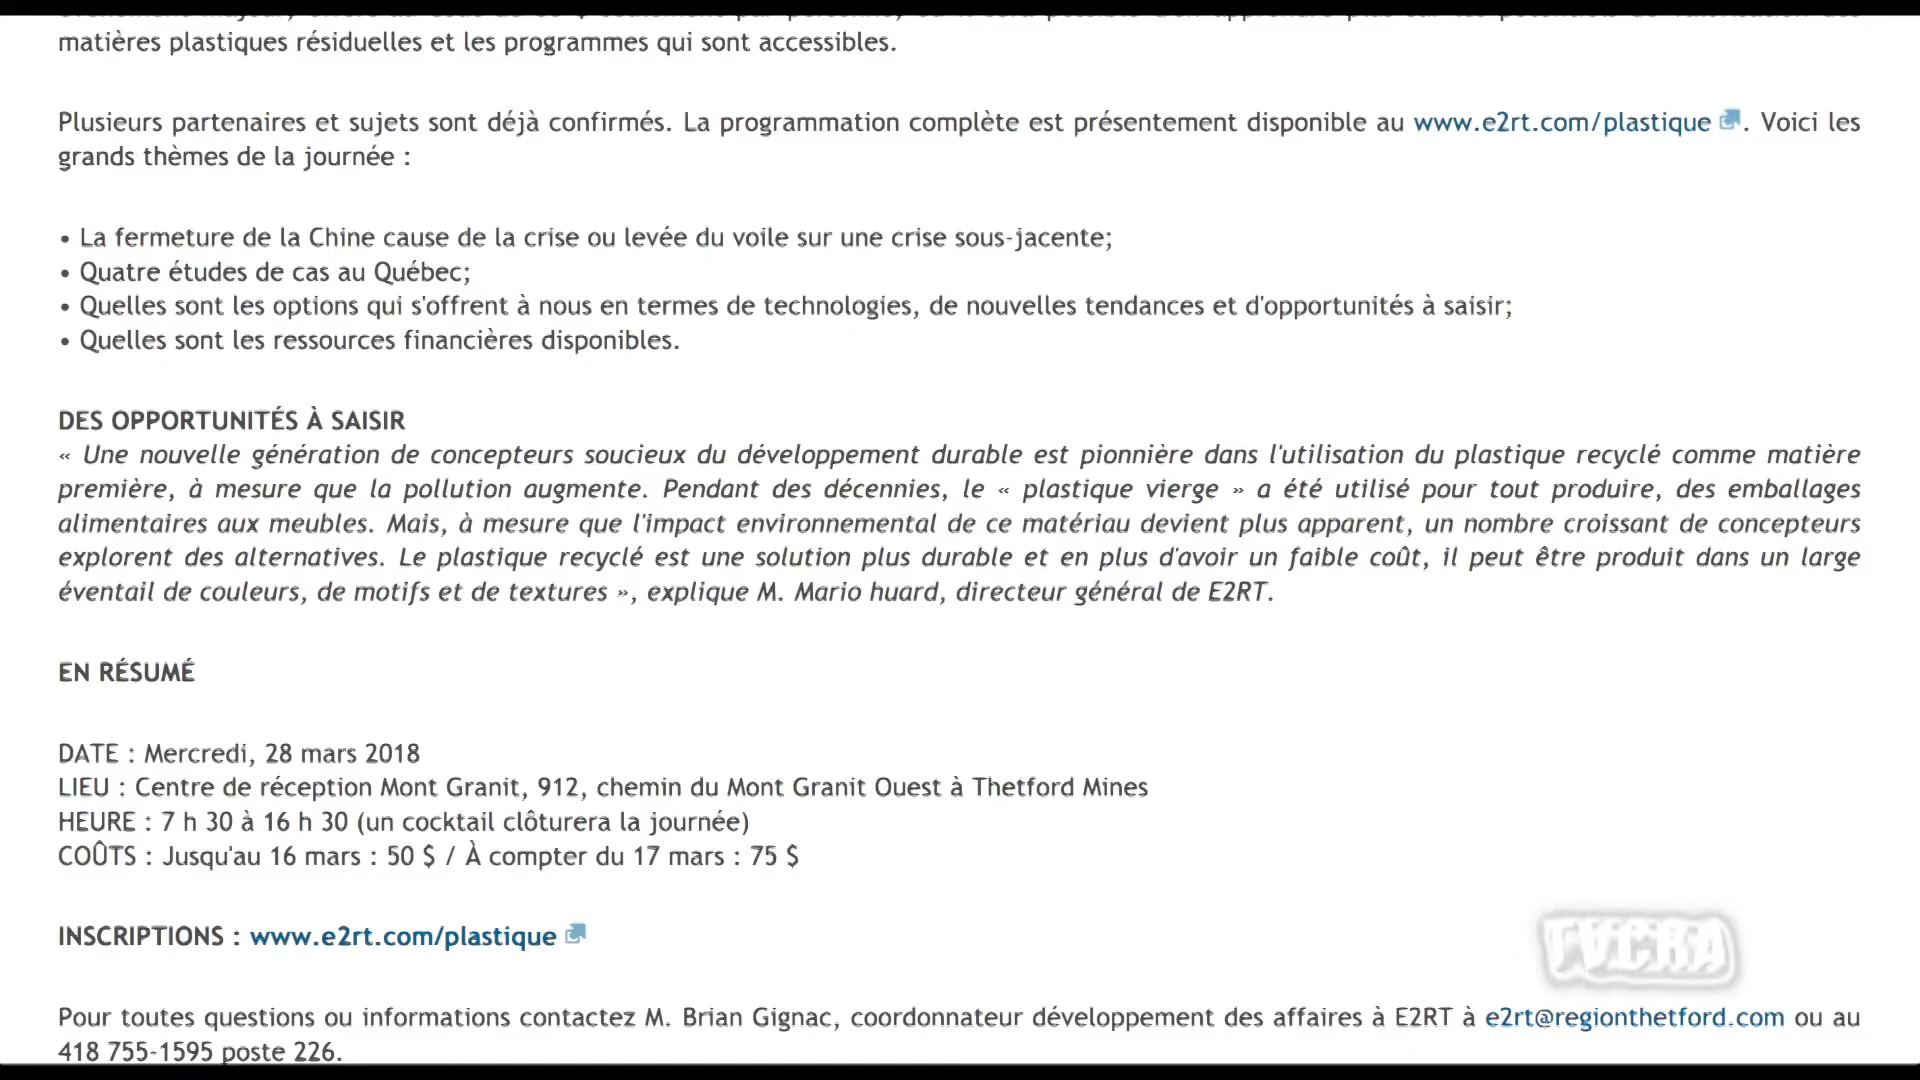 matières plastiques résiduelles et les programmes qui sont accessibles.
Plusieurs partenaires et sujets sont déjà confirmés. La programmation complète est présentement disponible au www.e2rt.com/plastique. Voici les
grands thèmes de la journée :
• La fermeture de la Chine cause de la crise ou levée du voile sur une crise sous-jacente;
• Quatre études de cas au Québec;
• Quelles sont les options qui s'offrent à nous en termes de technologies, de nouvelles tendances et d'opportunités à saisir;
• Quelles sont les ressources financières disponibles.
DES OPPORTUNITÉS À SAISIR
« Une nouvelle génération de concepteurs soucieux du développement durable est pionnière dans l'utilisation du plastique recyclé comme matière
première, à mesure que la pollution augmente. Pendant des décennies, le « plastique vierge » a été utilisé pour tout produire, des emballages
alimentaires aux meubles. Mais, à mesure que l'impact environnemental de ce matériau devient plus apparent, un nombre croissant de concepteurs
explorent des alternatives. Le plastique recyclé est une solution plus durable et en plus d'avoir un faible coût, il peut être produit dans un large
éventail de couleurs, de motifs et de textures », explique M. Mario huard, directeur général de E2RT.
EN RÉSUMÉ
DATE : Mercredi, 28 mars 2018
LIEU : Centre de réception Mont Granit, 912, chemin du Mont Granit Ouest à Thetford Mines
HEURE : 7 h 30 à 16 h 30 (un cocktail clôturera la journée)
COÛTS : Jusqu'au 16 mars : 50 $ / À compter du 17 mars : 75 $
INSCRIPTIONS : www.e2rt.com/plastique
TVCRA
Pour toutes questions ou informations contactez M. Brian Gignac, coordonnateur développement des affaires à E2RT à e2rt@regionthetford.com ou au
418 755-1595 poste 226.